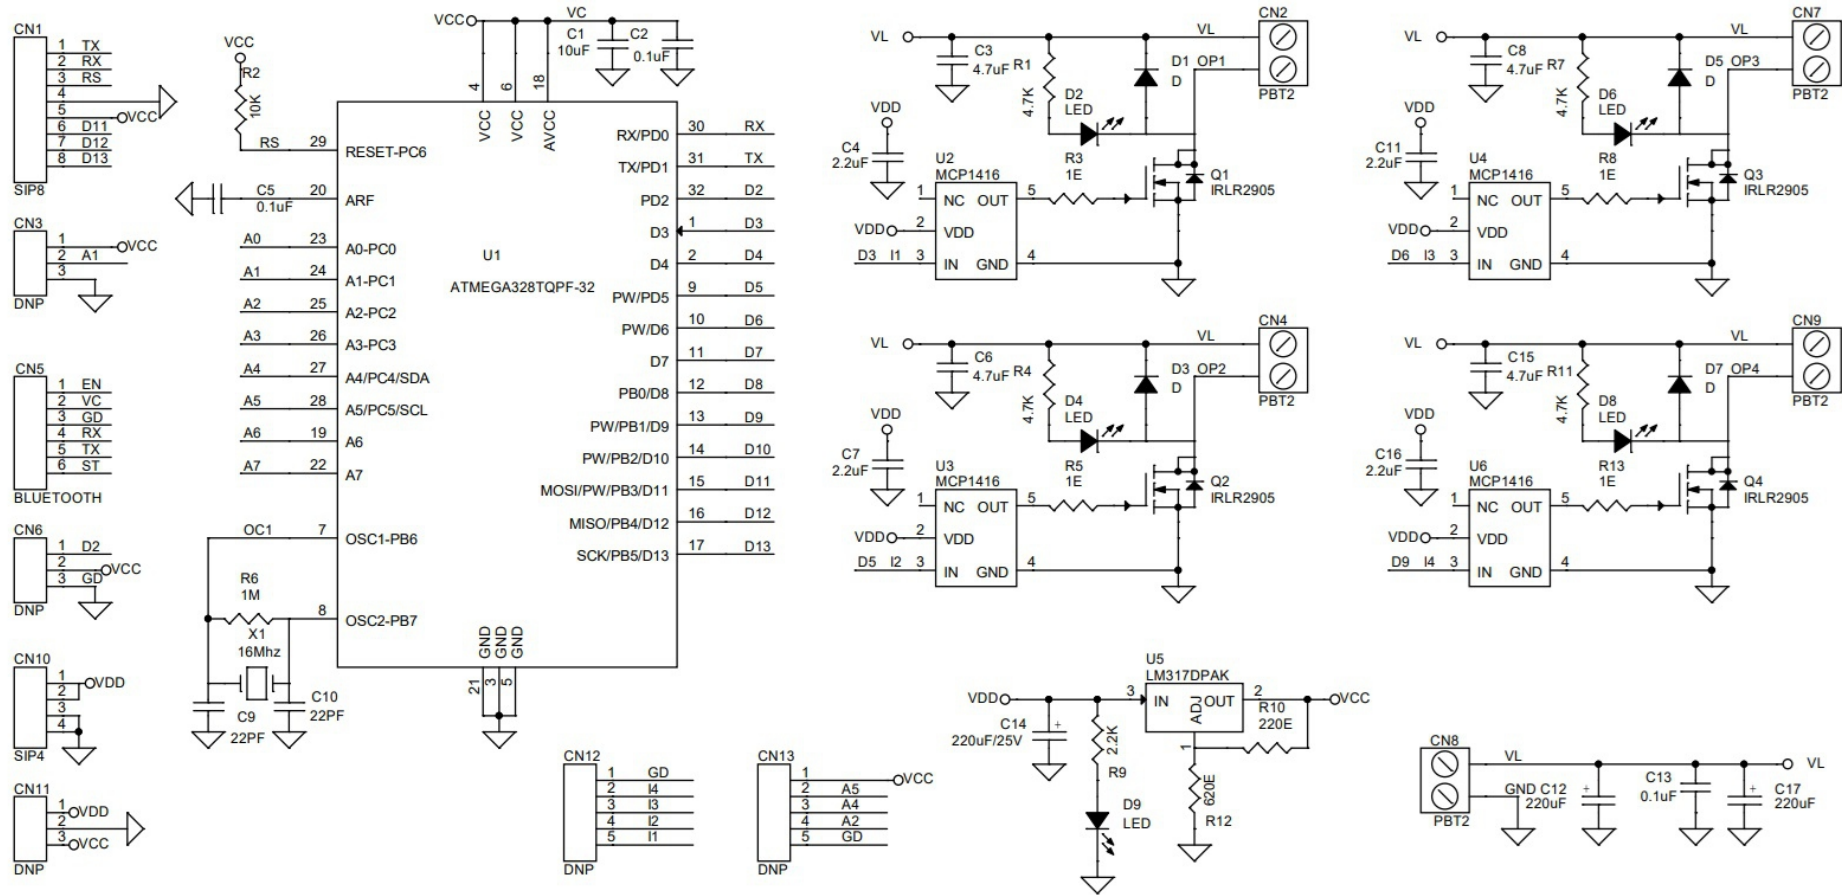 CN1
1 TX
2 RX
3 RS
4
5 VCC
6 D11
7 D12
8 D13
SIP8
CN3
1 VCC
2 A1
3
DNP
CN5
1 EN
2 VC
3 GD
4 RX
5 TX
6 ST
BLUETOOTH
CN6
1 D2
2 VCC
3 GD
DNP
CN10
1 VDD
2
3
4
SIP4
CN11
1 VDD
2
3 VCC
DNP
VCC
R2
10K
RS 29 RESET-PC6
C5
0.1uF
20 ARF
A0 23 A0-PC0
A1 24 A1-PC1
A2 25 A2-PC2
A3 26 A3-PC3
A4 27 A4/PC4/SDA
A5 28 A5/PC5/SCL
A6 19 A6
A7 22 A7
OC1 7 OSC1-PB6
R6
1M
8 OSC2-PB7
X1
16Mhz
C9
22PF
C10
22PF
VCC VC
C1
10uF
C2
0.1uF
4 6 18
VCC VCC AVCC
U1
ATMEGA328TQPF-32
RX/PD0 30 RX
TX/PD1 31 TX
PD2 32 D2
D3 1 D3
D4 2 D4
PW/PD5 9 D5
PW/D6 10 D6
D7 11 D7
PB0/D8 12 D8
PW/PB1/D9 13 D9
PW/PB2/D10 14 D10
MOSI/PW/PB3/D11 15 D11
MISO/PB4/D12 16 D12
SCK/PB5/D13 17 D13
GND GND GND
21 3 5
CN12
1 GD
2 I4
3 I3
4 I2
5 I1
DNP
CN13
1 VCC
2 A5
3 A4
4 A2
5 GD
DNP
VL VL CN2
C3
4.7uF
R1
4.7K
D1
D
OP1
PBT2
D2
LED
VDD
C4
2.2uF
U2
MCP1416
R3
1E
Q1
IRLR2905
1 NC OUT 5
VDD 2 VDD
D3 I1 3 IN GND 4
VL VL CN7
C8
4.7uF
R7
4.7K
D5
D
OP3
PBT2
D6
LED
VDD
C11
2.2uF
U4
MCP1416
R8
1E
Q3
IRLR2905
1 NC OUT 5
VDD 2 VDD
D6 I3 3 IN GND 4
VL VL CN4
C6
4.7uF
R4
4.7K
D3
D
OP2
PBT2
D4
LED
VDD
C7
2.2uF
U3
MCP1416
R5
1E
Q2
IRLR2905
1 NC OUT 5
VDD 2 VDD
D5 I2 3 IN GND 4
VL VL CN9
C15
4.7uF
R11
4.7K
D7
D
OP4
PBT2
D8
LED
VDD
C16
2.2uF
U6
MCP1416
R13
1E
Q4
IRLR2905
1 NC OUT 5
VDD 2 VDD
D9 I4 3 IN GND 4
U5
LM317DPAK
VDD 3 IN ADJ OUT 2 VCC
1
C14
220uF/25V
+
2.2K
R9
D9
LED
R10
220E
620E
R12
CN8
VL VL
GND
PBT2
C12
220uF
+
C13
0.1uF
C17
220uF
+